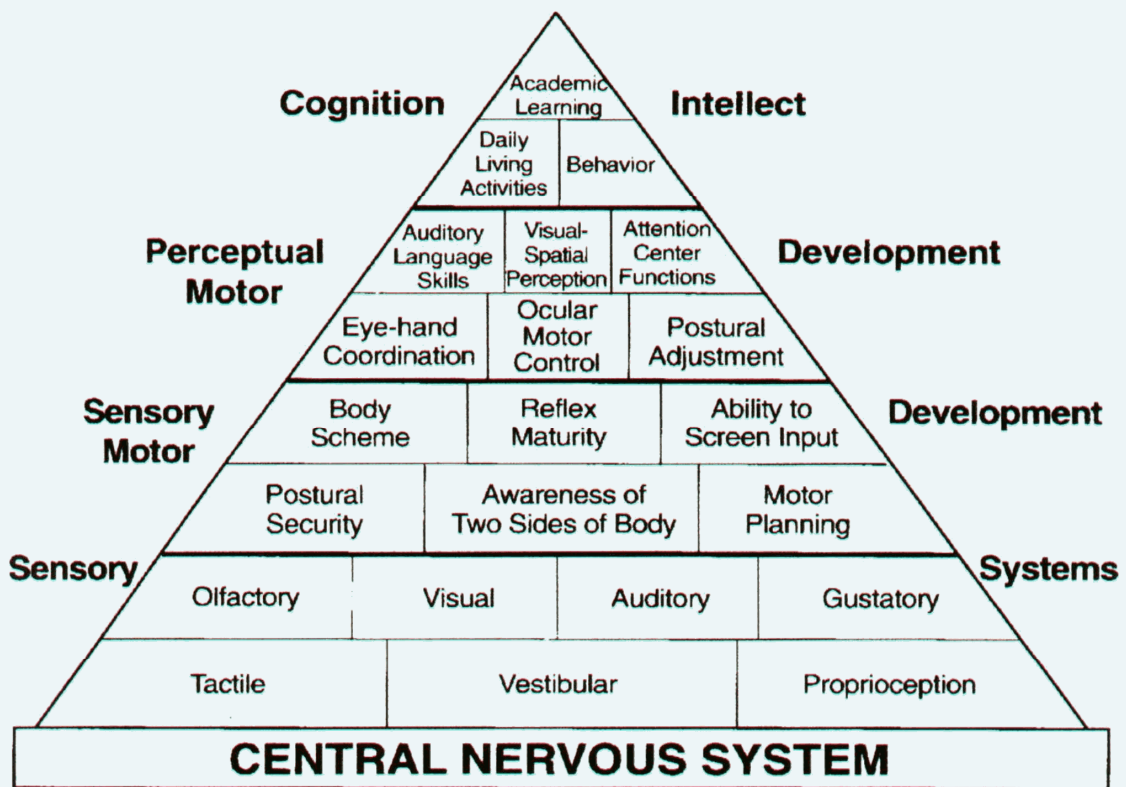 Academic
Learning
Cognition
Intellect
Daily
Living
Activities
Behavior
Perceptual
Motor
Auditory
Language
Skills
Visual-
Spatial
Perception
Attention
Center
Functions
Development
Eye-hand
Coordination
Ocular
Motor
Control
Postural
Adjustment
Sensory
Motor
Body
Scheme
Reflex
Maturity
Ability to
Screen Input
Development
Postural
Security
Awareness of
Two Sides of Body
Motor
Planning
Sensory
Systems
Olfactory
Visual
Auditory
Gustatory
Tactile
Vestibular
Proprioception
CENTRAL NERVOUS SYSTEM